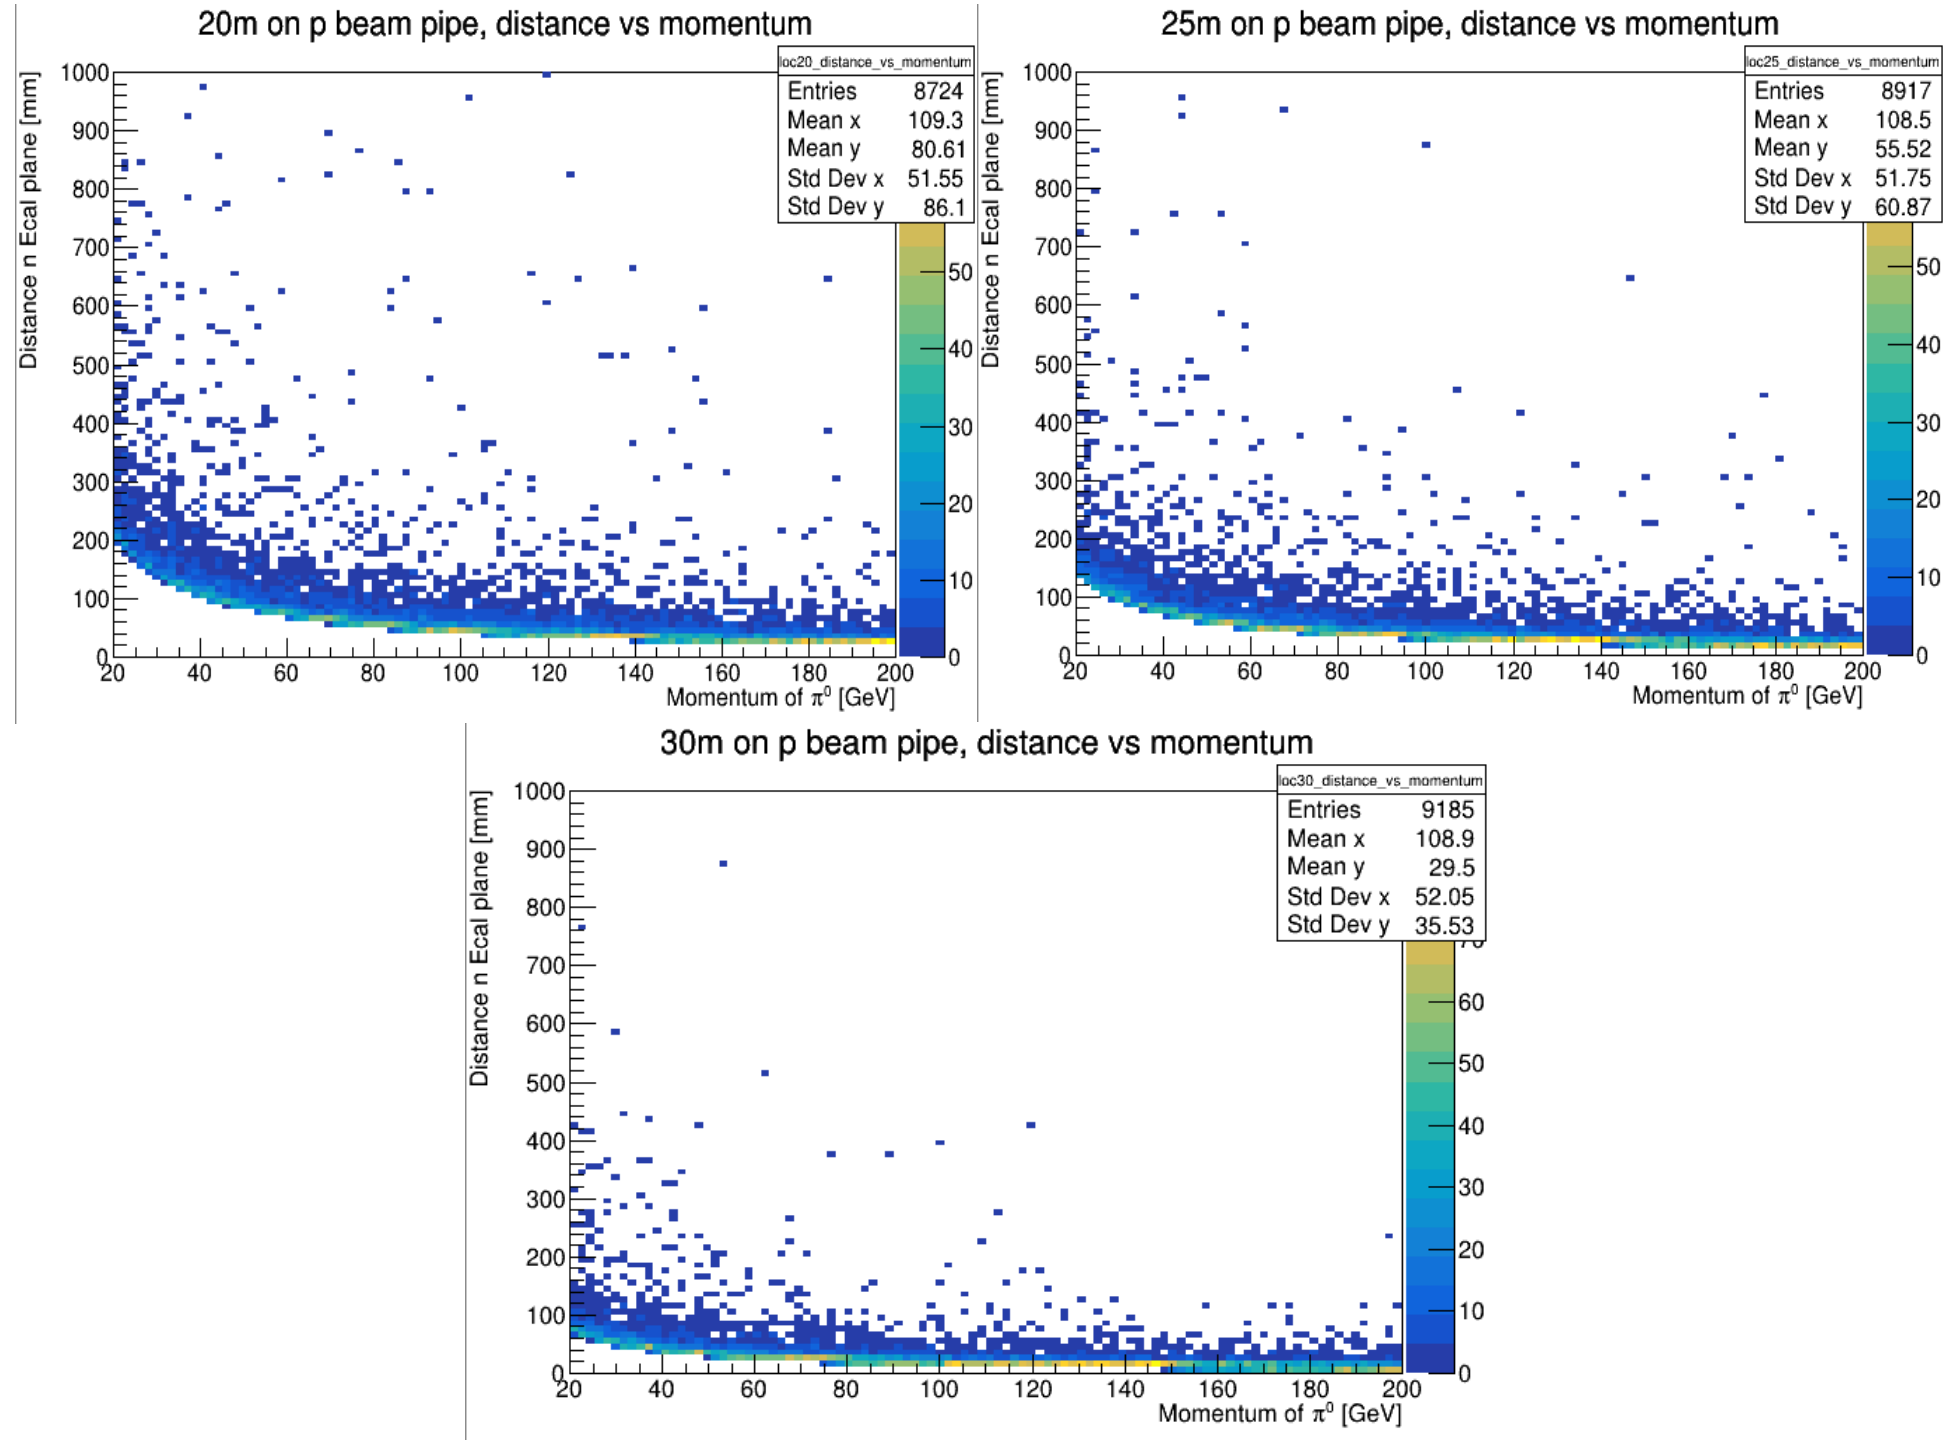 20m on p beam pipe, distance vs momentum
loc20_distance_vs_momentum
Entries 8724
Mean x 109.3
Mean y 80.61
Std Dev x 51.55
Std Dev y 86.1
Distance n Ecal plane [mm]
1000
900
800
700
600
500
400
300
200
100
0
20 40 60 80 100 120 140 160 180 200
Momentum of π⁰ [GeV]
50
40
30
20
10
0
25m on p beam pipe, distance vs momentum
loc25_distance_vs_momentum
Entries 8917
Mean x 108.5
Mean y 55.52
Std Dev x 51.75
Std Dev y 60.87
Distance n Ecal plane [mm]
1000
900
800
700
600
500
400
300
200
100
0
20 40 60 80 100 120 140 160 180 200
Momentum of π⁰ [GeV]
50
40
30
20
10
0
30m on p beam pipe, distance vs momentum
loc30_distance_vs_momentum
Entries 9185
Mean x 108.9
Mean y 29.5
Std Dev x 52.05
Std Dev y 35.53
Distance n Ecal plane [mm]
1000
900
800
700
600
500
400
300
200
100
0
20 40 60 80 100 120 140 160 180 200
Momentum of π⁰ [GeV]
70
60
50
40
30
20
10
0